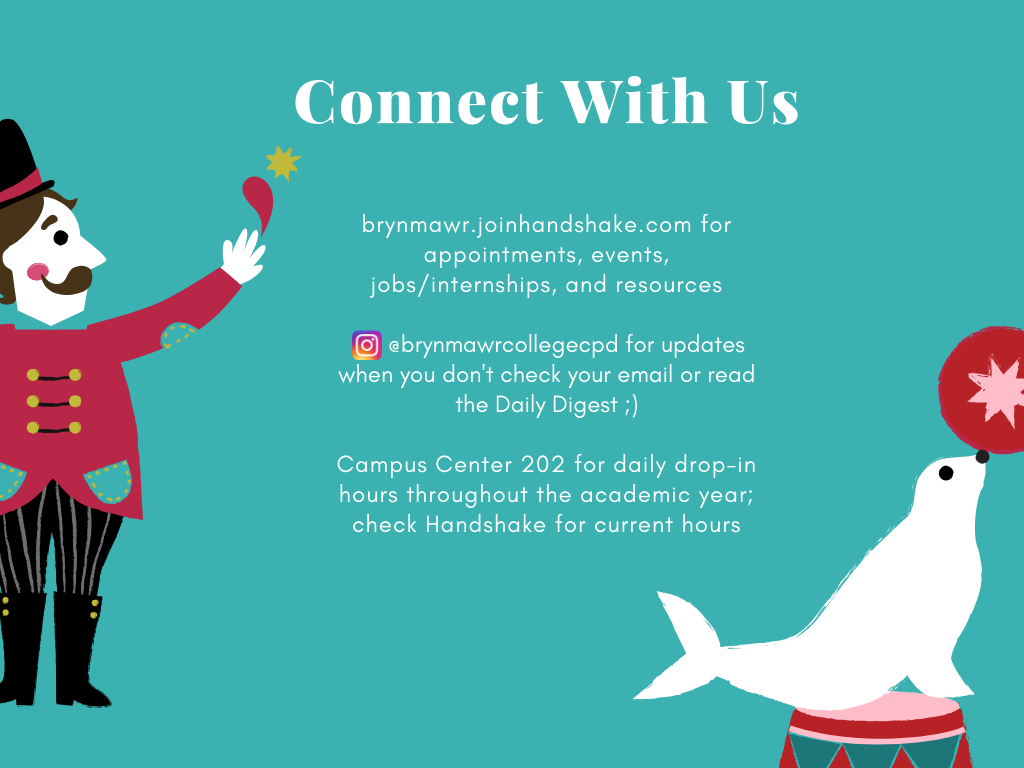 Connect With Us
brynmawr.joinhandshake.com for
appointments, events,
jobs/internships, and resources
@brynmawrcollegecpd for updates
when you don't check your email or read
the Daily Digest ;)
Campus Center 202 for daily drop-in
hours throughout the academic year;
check Handshake for current hours